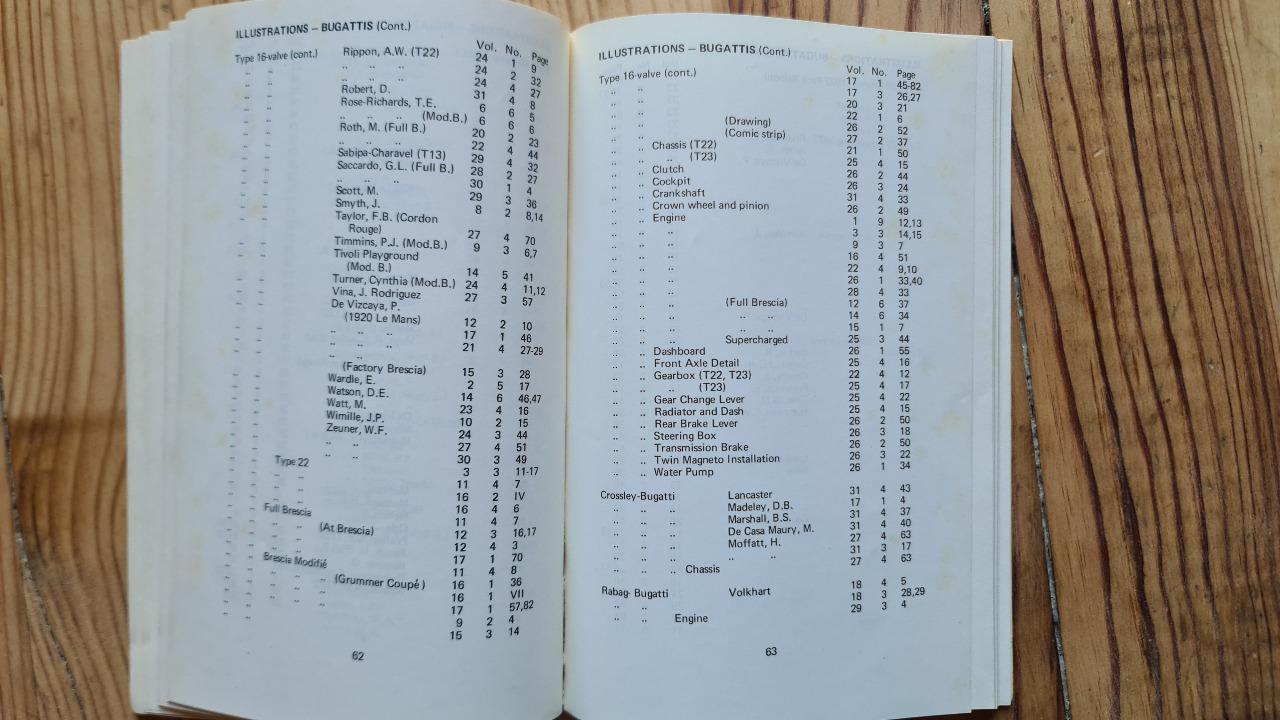 ILLUSTRATIONS – BUGATTIS (Cont.)
Vol. No. Page
Type 16-valve (cont.) Rippon, A.W. (T22) 24 1 9
.. .. .. .. .. 24 2 32
.. .. .. .. .. 24 4 27
.. .. Robert, D. 31 4 8
.. .. Rose-Richards, T.E. 6 6 5
.. .. .. .. .. (Mod.B.) 6 6 6
.. .. Roth, M. (Full B.) 20 2 23
.. .. .. .. .. 22 4 44
.. .. Sabipa-Charavel (T13) 29 4 32
.. .. Saccardo, G.L. (Full B.) 28 2 27
.. .. .. .. .. 30 1 4
.. .. Scott, M. 29 3 36
.. .. Smyth, J. 8 2 8,14
.. .. Taylor, F.B. (Cordon
Rouge) 27 4 70
.. .. Timmins, P.J. (Mod.B.) 9 3 6,7
.. .. Tivoli Playground
(Mod. B.) 14 5 41
.. .. Turner, Cynthia (Mod.B.) 24 4 11,12
.. .. Vina, J. Rodriguez 27 3 57
.. .. De Vizcaya, P.
(1920 Le Mans) 12 2 10
.. .. .. .. .. 17 1 46
.. .. .. .. .. 21 4 27-29
.. .. .. ..
(Factory Brescia) 15 3 28
.. .. Wardle, E. 2 5 17
.. .. Watson, D.E. 14 6 46,47
.. .. Watt, M. 23 4 16
.. .. Wimille, J.P. 10 2 15
.. .. Zeuner, W.F. 24 3 44
.. .. .. .. 27 4 51
.. .. .. .. 30 3 49
.. .. Type 22 3 3 11-17
.. .. .. .. 11 4 7
.. .. .. .. 16 2 IV
.. .. .. .. 16 4 6
.. .. Full Brescia 11 4 7
.. .. .. .. 12 3 16,17
.. .. .. .. (At Brescia) 12 4 3
.. .. .. .. 17 1 70
.. .. Brescia Modifié 11 4 8
.. .. .. .. .. 16 1 36
.. .. .. .. .. (Grummer Coupé) 16 1 VII
.. .. .. .. .. 17 1 57,82
.. .. 9 2 4
.. .. 15 3 14
62
ILLUSTRATIONS – BUGATTIS (Cont.)
Vol. No. Page
Type 16-valve (cont.) 17 1 45-82
.. .. 17 3 26,27
.. .. 20 3 21
.. .. 22 1 6
.. .. (Drawing) 26 2 52
.. .. (Comic strip) 27 2 37
.. .. Chassis (T22) 21 1 50
.. .. .. (T23) 25 4 15
.. .. Clutch 26 2 44
.. .. Cockpit 26 3 24
.. .. Crankshaft 31 4 33
.. .. Crown wheel and pinion 26 2 49
.. .. Engine 1 9 12,13
.. .. .. 3 3 14,15
.. .. .. 9 3 7
.. .. .. 16 4 51
.. .. .. 22 4 9,10
.. .. .. 26 1 33,40
.. .. .. 28 4 33
.. .. .. (Full Brescia) 12 6 37
.. .. .. .. .. 14 6 34
.. .. .. .. .. 15 1 7
.. .. .. Supercharged 25 3 44
.. .. Dashboard 26 1 55
.. .. Front Axle Detail 25 4 16
.. .. Gearbox (T22, T23) 22 4 12
.. .. .. (T23) 25 4 17
.. .. Gear Change Lever 25 4 22
.. .. Radiator and Dash 25 4 15
.. .. Rear Brake Lever 26 2 50
.. .. Steering Box 26 3 18
.. .. Transmission Brake 26 2 50
.. .. Twin Magneto Installation 26 3 22
.. .. Water Pump 26 1 34
Crossley-Bugatti Lancaster 31 4 43
.. .. .. Madeley, D.B. 17 1 4
.. .. .. Marshall, B.S. 31 4 37
.. .. .. De Casa Maury, M. 31 4 40
.. .. .. Moffatt, H. 27 4 63
.. .. .. .. .. 31 3 17
.. .. .. Chassis 27 4 63
Rabag- Bugatti Volkhart 18 4 5
.. .. 18 3 28,29
.. .. Engine 29 3 4
63